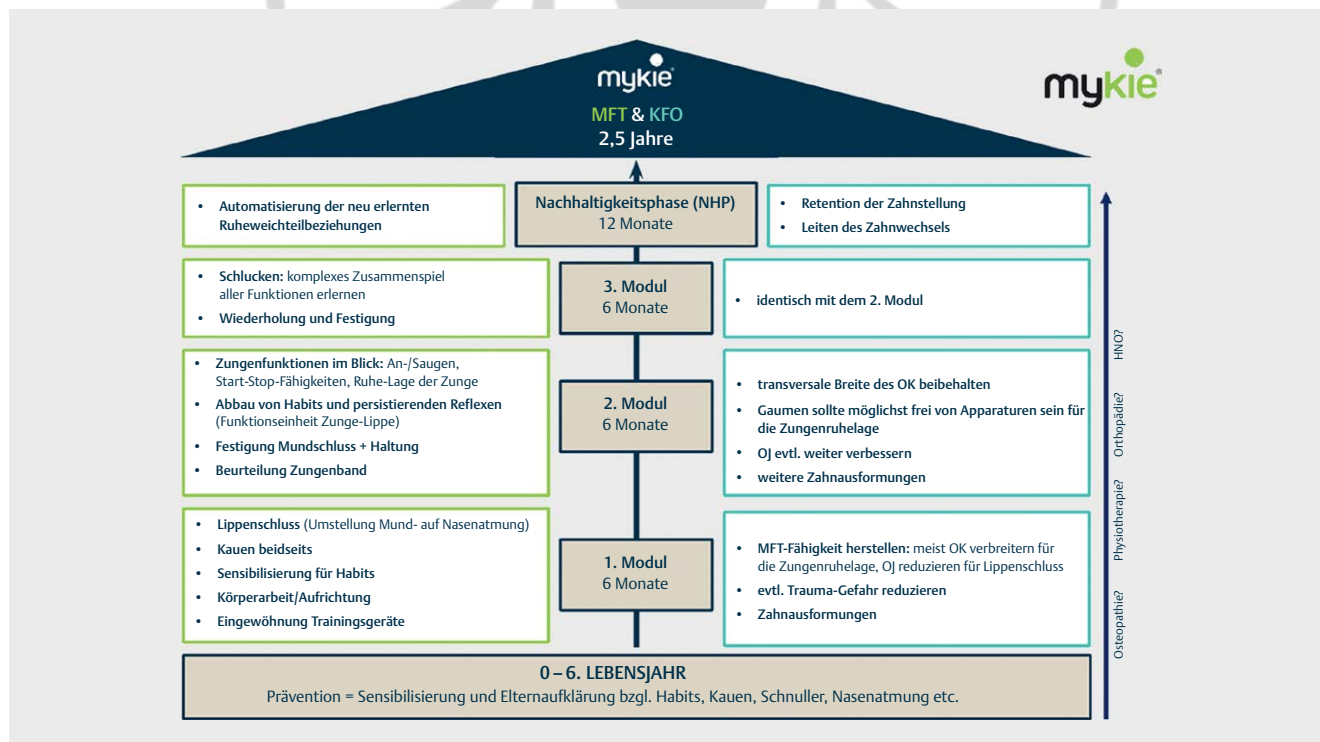 mykie®
MFT & KFO
2,5 Jahre
mykie®
• Automatisierung der neu erlernten
Ruheweichteilbeziehungen
Nachhaltigkeitsphase (NHP)
12 Monate
• Retention der Zahnstellung
• Leiten des Zahnwechsels
• Schlucken: komplexes Zusammenspiel
aller Funktionen erlernen
• Wiederholung und Festigung
3. Modul
6 Monate
• identisch mit dem 2. Modul
• Zungenfunktionen im Blick: An-/Saugen,
Start-Stop-Fähigkeiten, Ruhe-Lage der Zunge
• Abbau von Habits und persistierenden Reflexen
(Funktionseinheit Zunge-Lippe)
• Festigung Mundschluss + Haltung
• Beurteilung Zungenband
2. Modul
6 Monate
• transversale Breite des OK beibehalten
• Gaumen sollte möglichst frei von Apparaturen sein für
die Zungenruhelage
• OJ evtl. weiter verbessern
• weitere Zahnausformungen
• Lippenschluss (Umstellung Mund- auf Nasenatmung)
• Kauen beidseits
• Sensibilisierung für Habits
• Körperarbeit/Aufrichtung
• Eingewöhnung Trainingsgeräte
1. Modul
6 Monate
• MFT-Fähigkeit herstellen: meist OK verbreitern für
die Zungenruhelage, OJ reduzieren für Lippenschluss
• evtl. Trauma-Gefahr reduzieren
• Zahnausformungen
0 – 6. LEBENSJAHR
Prävention = Sensibilisierung und Elternaufklärung bzgl. Habits, Kauen, Schnuller, Nasenatmung etc.
Osteopathie? Physiotherapie? Orthopädie? HNO?